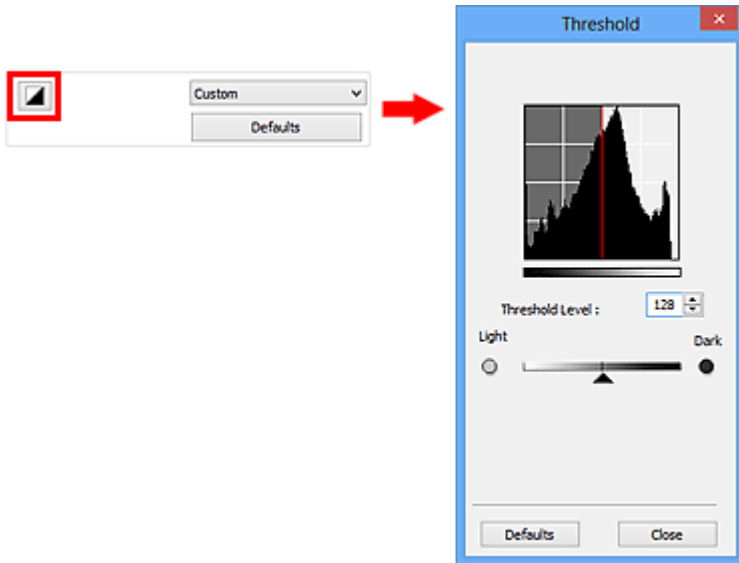 Custom
Defaults
Threshold
Threshold Level :
128
Light
Dark
Defaults
Close